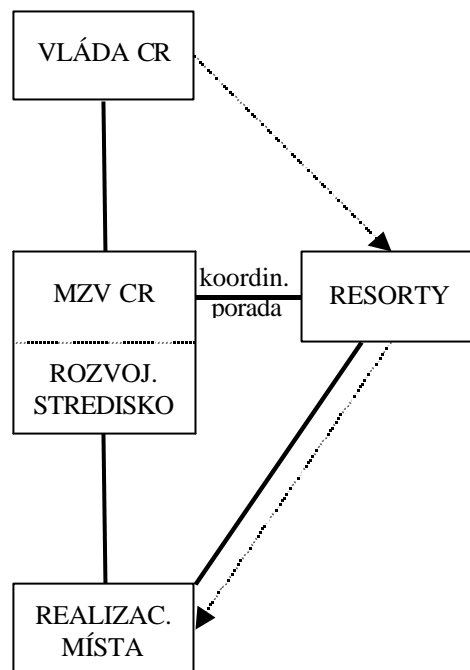 VLÁDA CR
MZV CR
koordin.
porada
RESORTY
ROZVOJ.
STREDISKO
REALIZAC.
MÍSTA